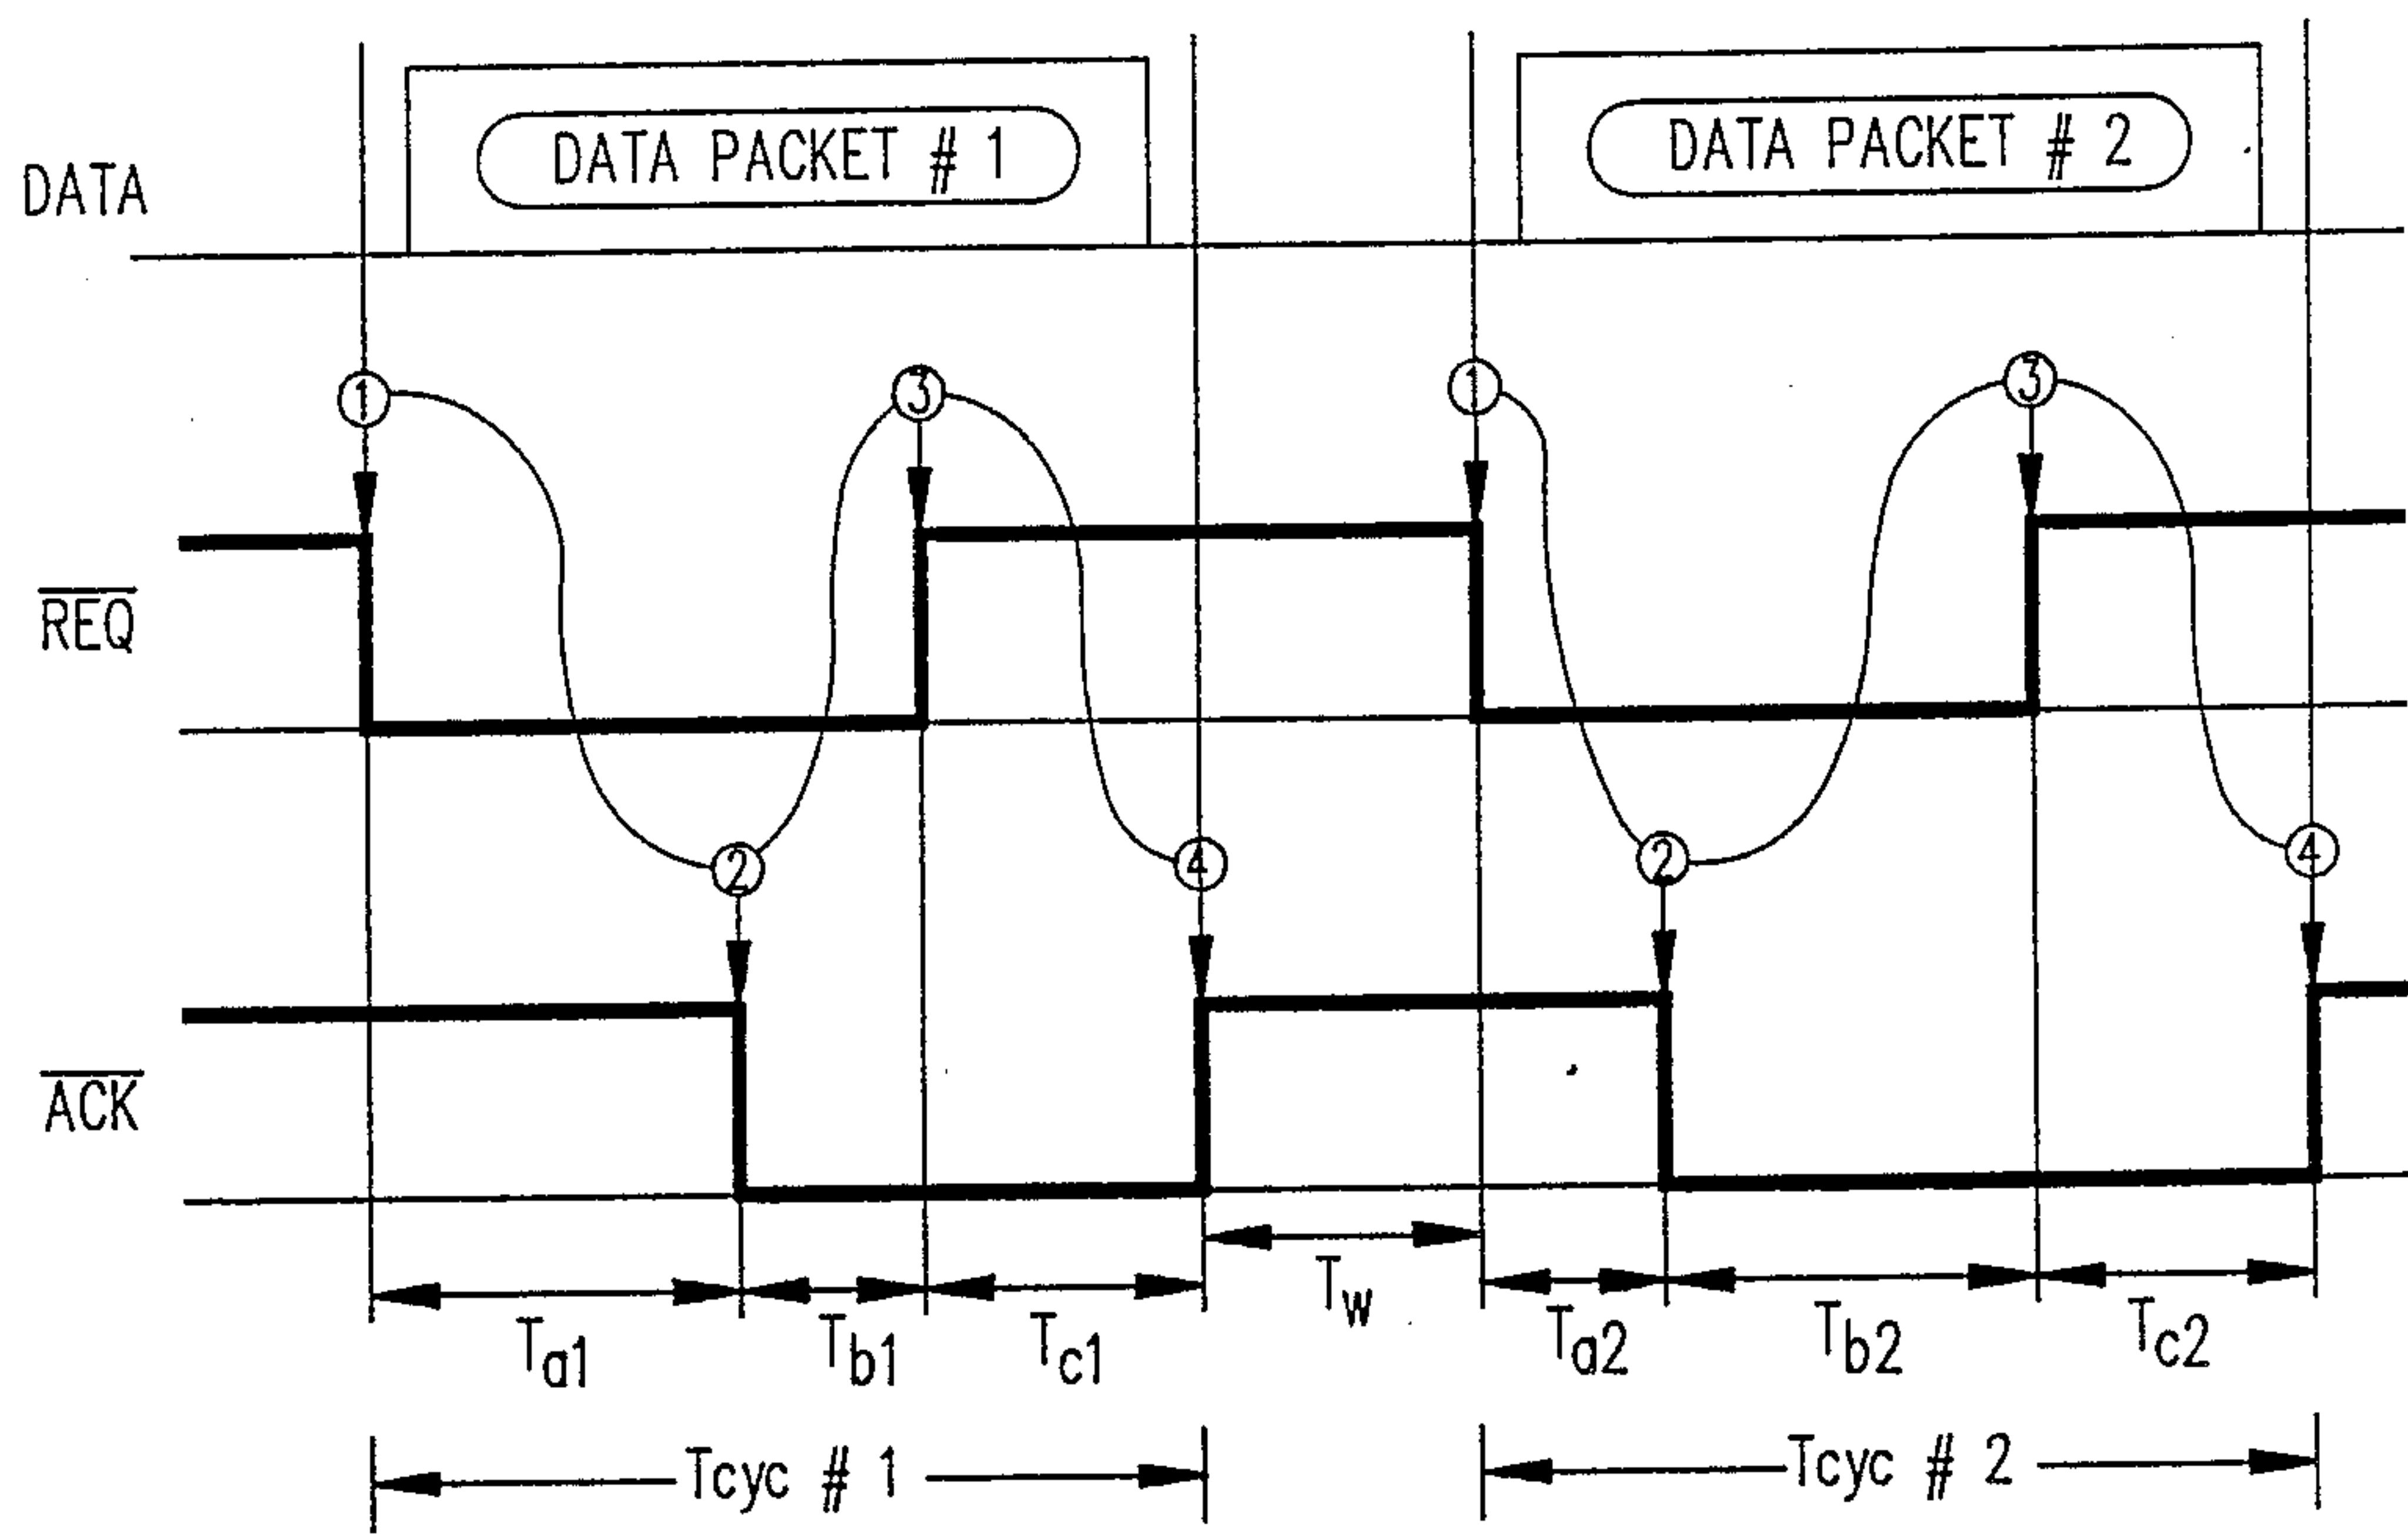 DATA PACKET # 1
DATA PACKET # 2
DATA
1
3
1
3
REQ
2
4
2
4
ACK
Tw
Ta1
Tb1
Tc1
Ta2
Tb2
Tc2
Tcyc # 1
Tcyc # 2